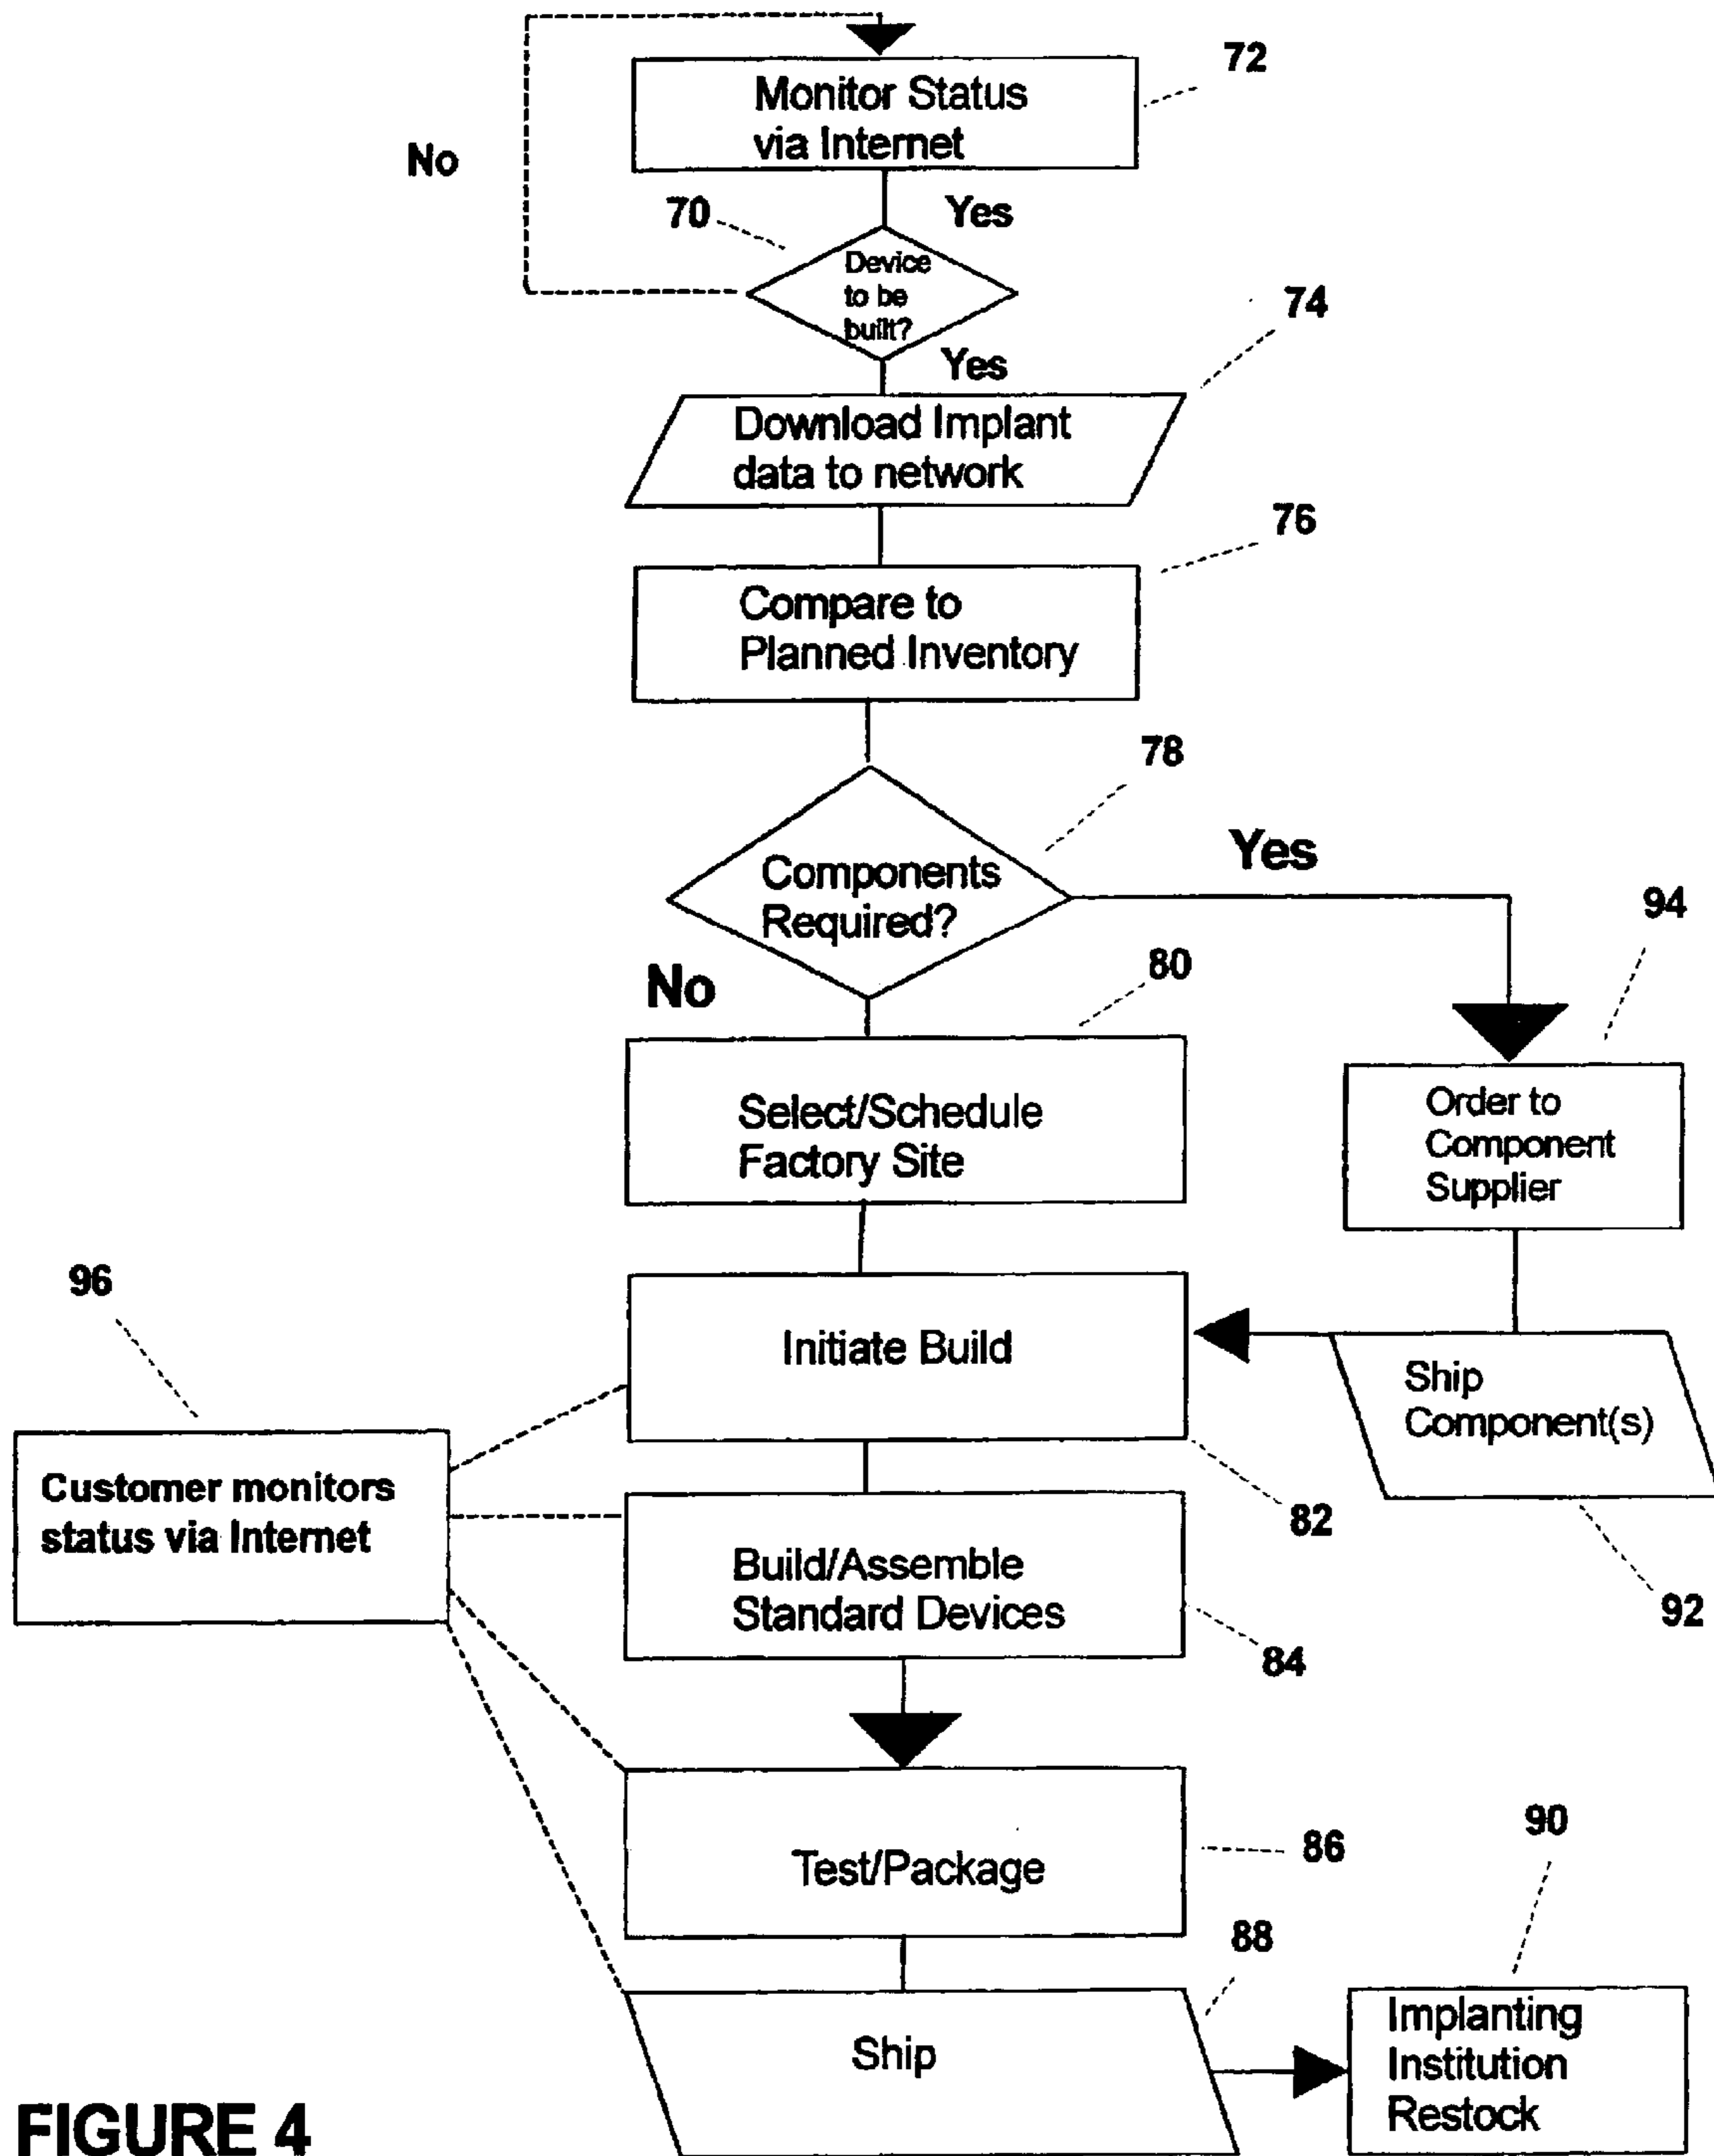 72
Monitor Status
via Internet
No
70
Yes
Device
to be
built?
74
Yes
Download Implant
data to network
76
Compare to
Planned Inventory
78
Components
Required?
Yes
94
No
80
Select/Schedule
Factory Site
Order to
Component
Supplier
96
Initiate Build
Ship
Component(s)
Customer monitors
status via Internet
82
Build/Assemble
Standard Devices
92
84
Test/Package
86
90
88
Ship
Implanting
Institution
Restock
FIGURE 4